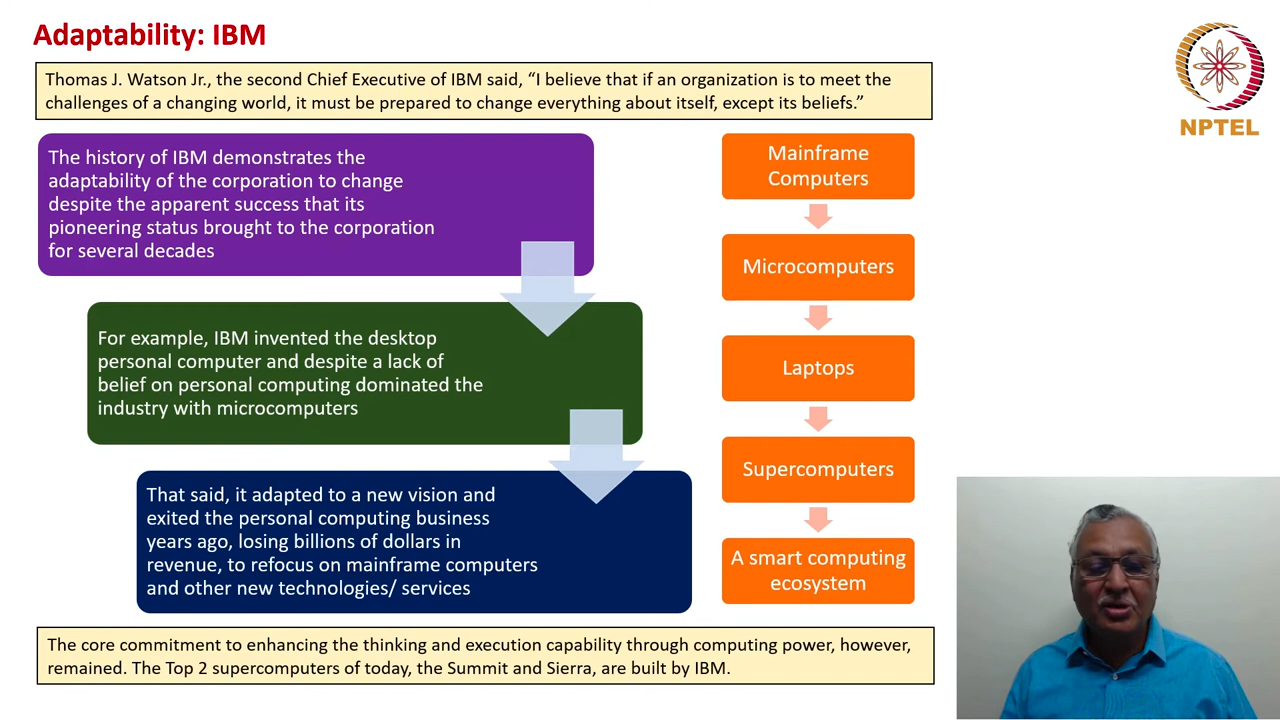 Adaptability: IBM
Thomas J. Watson Jr., the second Chief Executive of IBM said, “I believe that if an organization is to meet the
challenges of a changing world, it must be prepared to change everything about itself, except its beliefs.”
The history of IBM demonstrates the
adaptability of the corporation to change
despite the apparent success that its
pioneering status brought to the corporation
for several decades
For example, IBM invented the desktop
personal computer and despite a lack of
belief on personal computing dominated the
industry with microcomputers
That said, it adapted to a new vision and
exited the personal computing business
years ago, losing billions of dollars in
revenue, to refocus on mainframe computers
and other new technologies/ services
Mainframe
Computers
Microcomputers
Laptops
Supercomputers
A smart computing
ecosystem
The core commitment to enhancing the thinking and execution capability through computing power, however,
remained. The Top 2 supercomputers of today, the Summit and Sierra, are built by IBM.
NPTEL